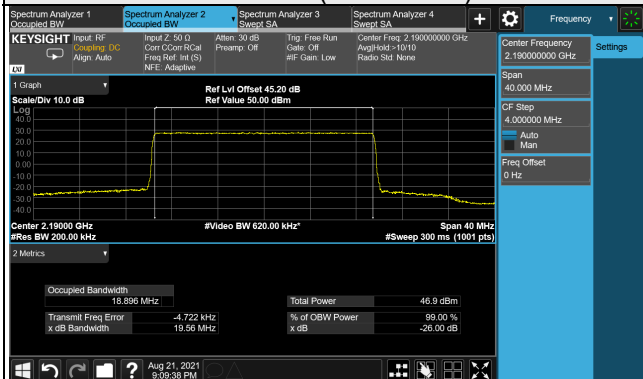 Spectrum Analyzer 1
Occupied BW
Spectrum Analyzer 2
Occupied BW
Spectrum Analyzer 3
Swept SA
Spectrum Analyzer 4
Swept SA
+
Frequency
KEYSIGHT
Input: RF
Coupling: DC
Align: Auto
Input Z: 50 Ω
Corr CCorr RCal
Freq Ref: Int (S)
NFE: Adaptive
Atten: 30 dB
Preamp: Off
Trig: Free Run
Gate: Off
#IF Gain: Low
Center Freq: 2.190000000 GHz
Avg|Hold:>10/10
Radio Std: None
LXI
1 Graph
Scale/Div 10.0 dB
Ref Lvl Offset 45.20 dB
Ref Value 50.00 dBm
Log
40.0
30.0
20.0
10.0
0.00
-10.0
-20.0
-30.0
-40.0
Center 2.19000 GHz
#Res BW 200.00 kHz
#Video BW 620.00 kHz*
Span 40 MHz
#Sweep 300 ms (1001 pts)
2 Metrics
Occupied Bandwidth
18.896 MHz
Total Power 46.9 dBm
Transmit Freq Error -4.722 kHz
% of OBW Power 99.00 %
x dB Bandwidth 19.56 MHz
x dB -26.00 dB
Center Frequency
2.190000000 GHz
Settings
Span
40.000 MHz
CF Step
4.000000 MHz
Auto
Man
Freq Offset
0 Hz
?
Aug 21, 2021
9:09:38 PM